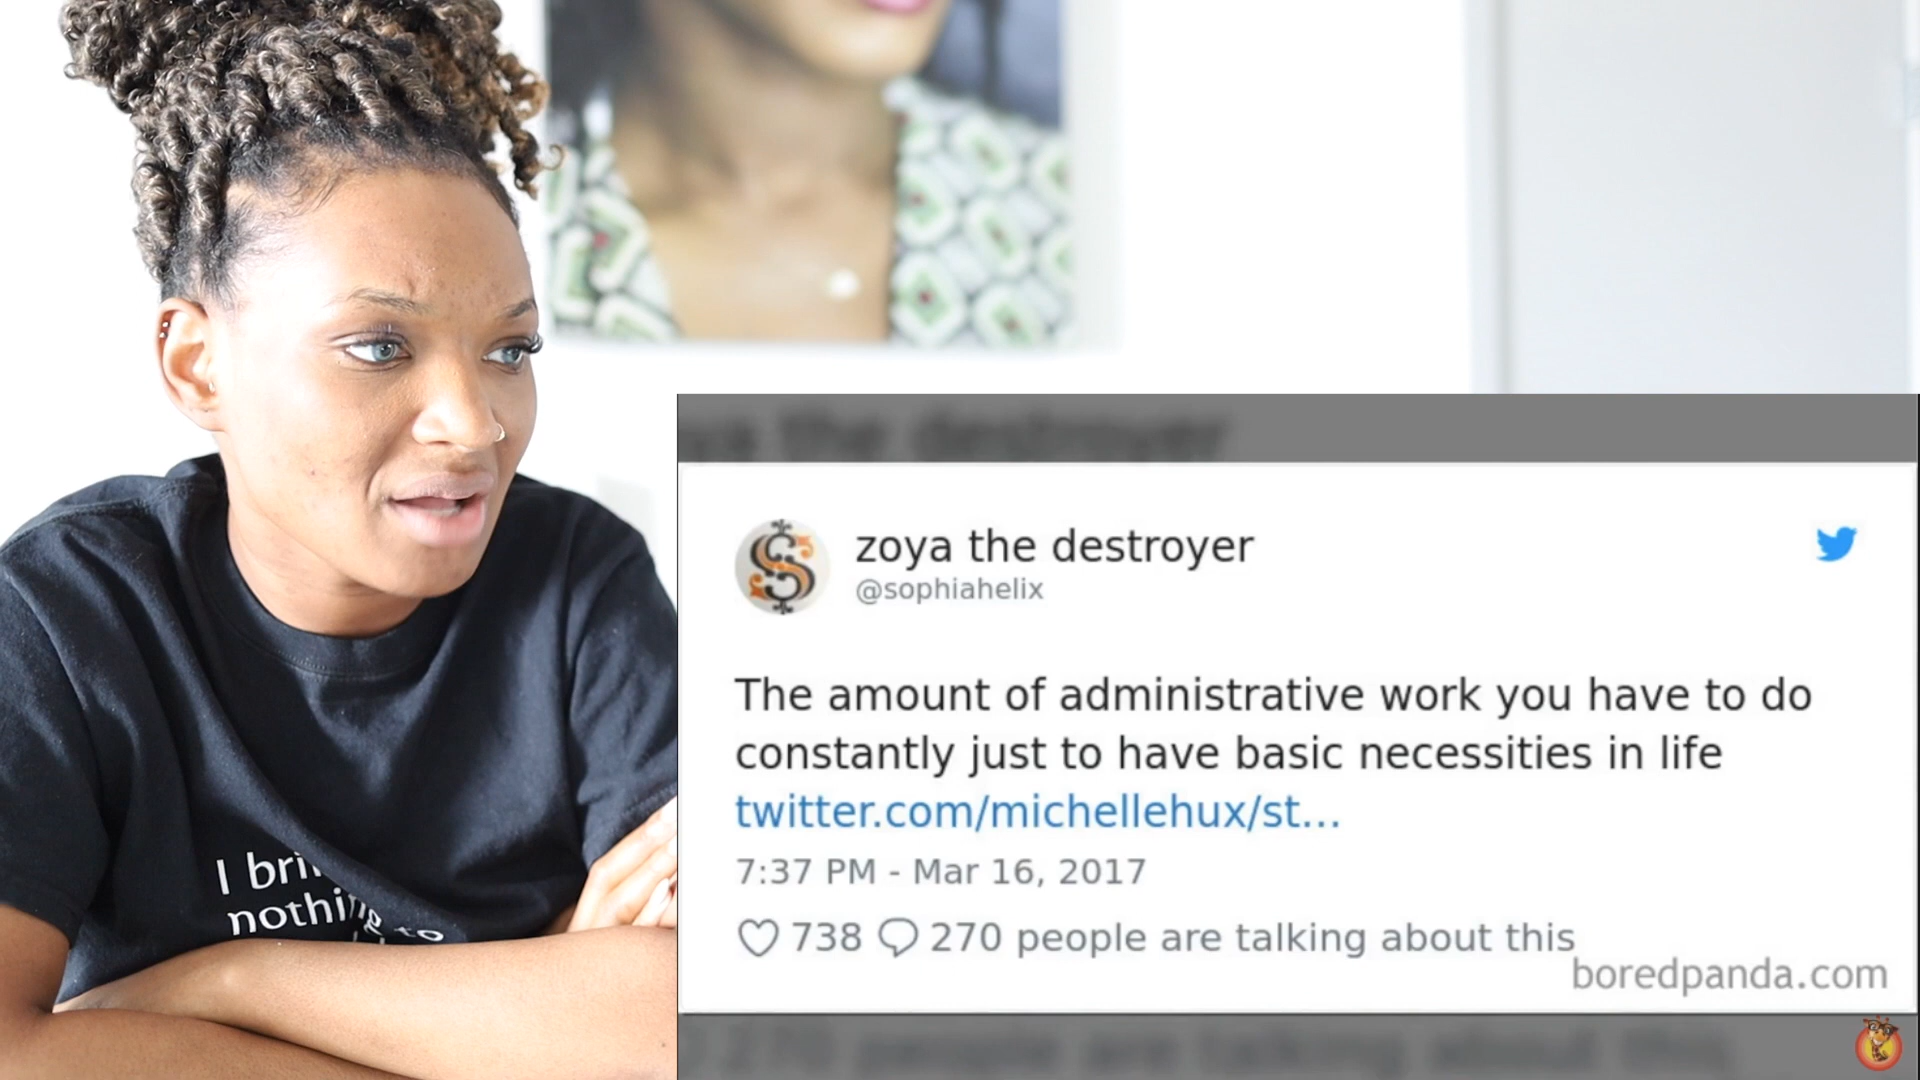 zoya the destroyer
@sophiahelix
The amount of administrative work you have to do
constantly just to have basic necessities in life
twitter.com/michellehux/st...
7:37 PM - Mar 16, 2017
738 270 people are talking about this
boredpanda.com
I bri
nothing to